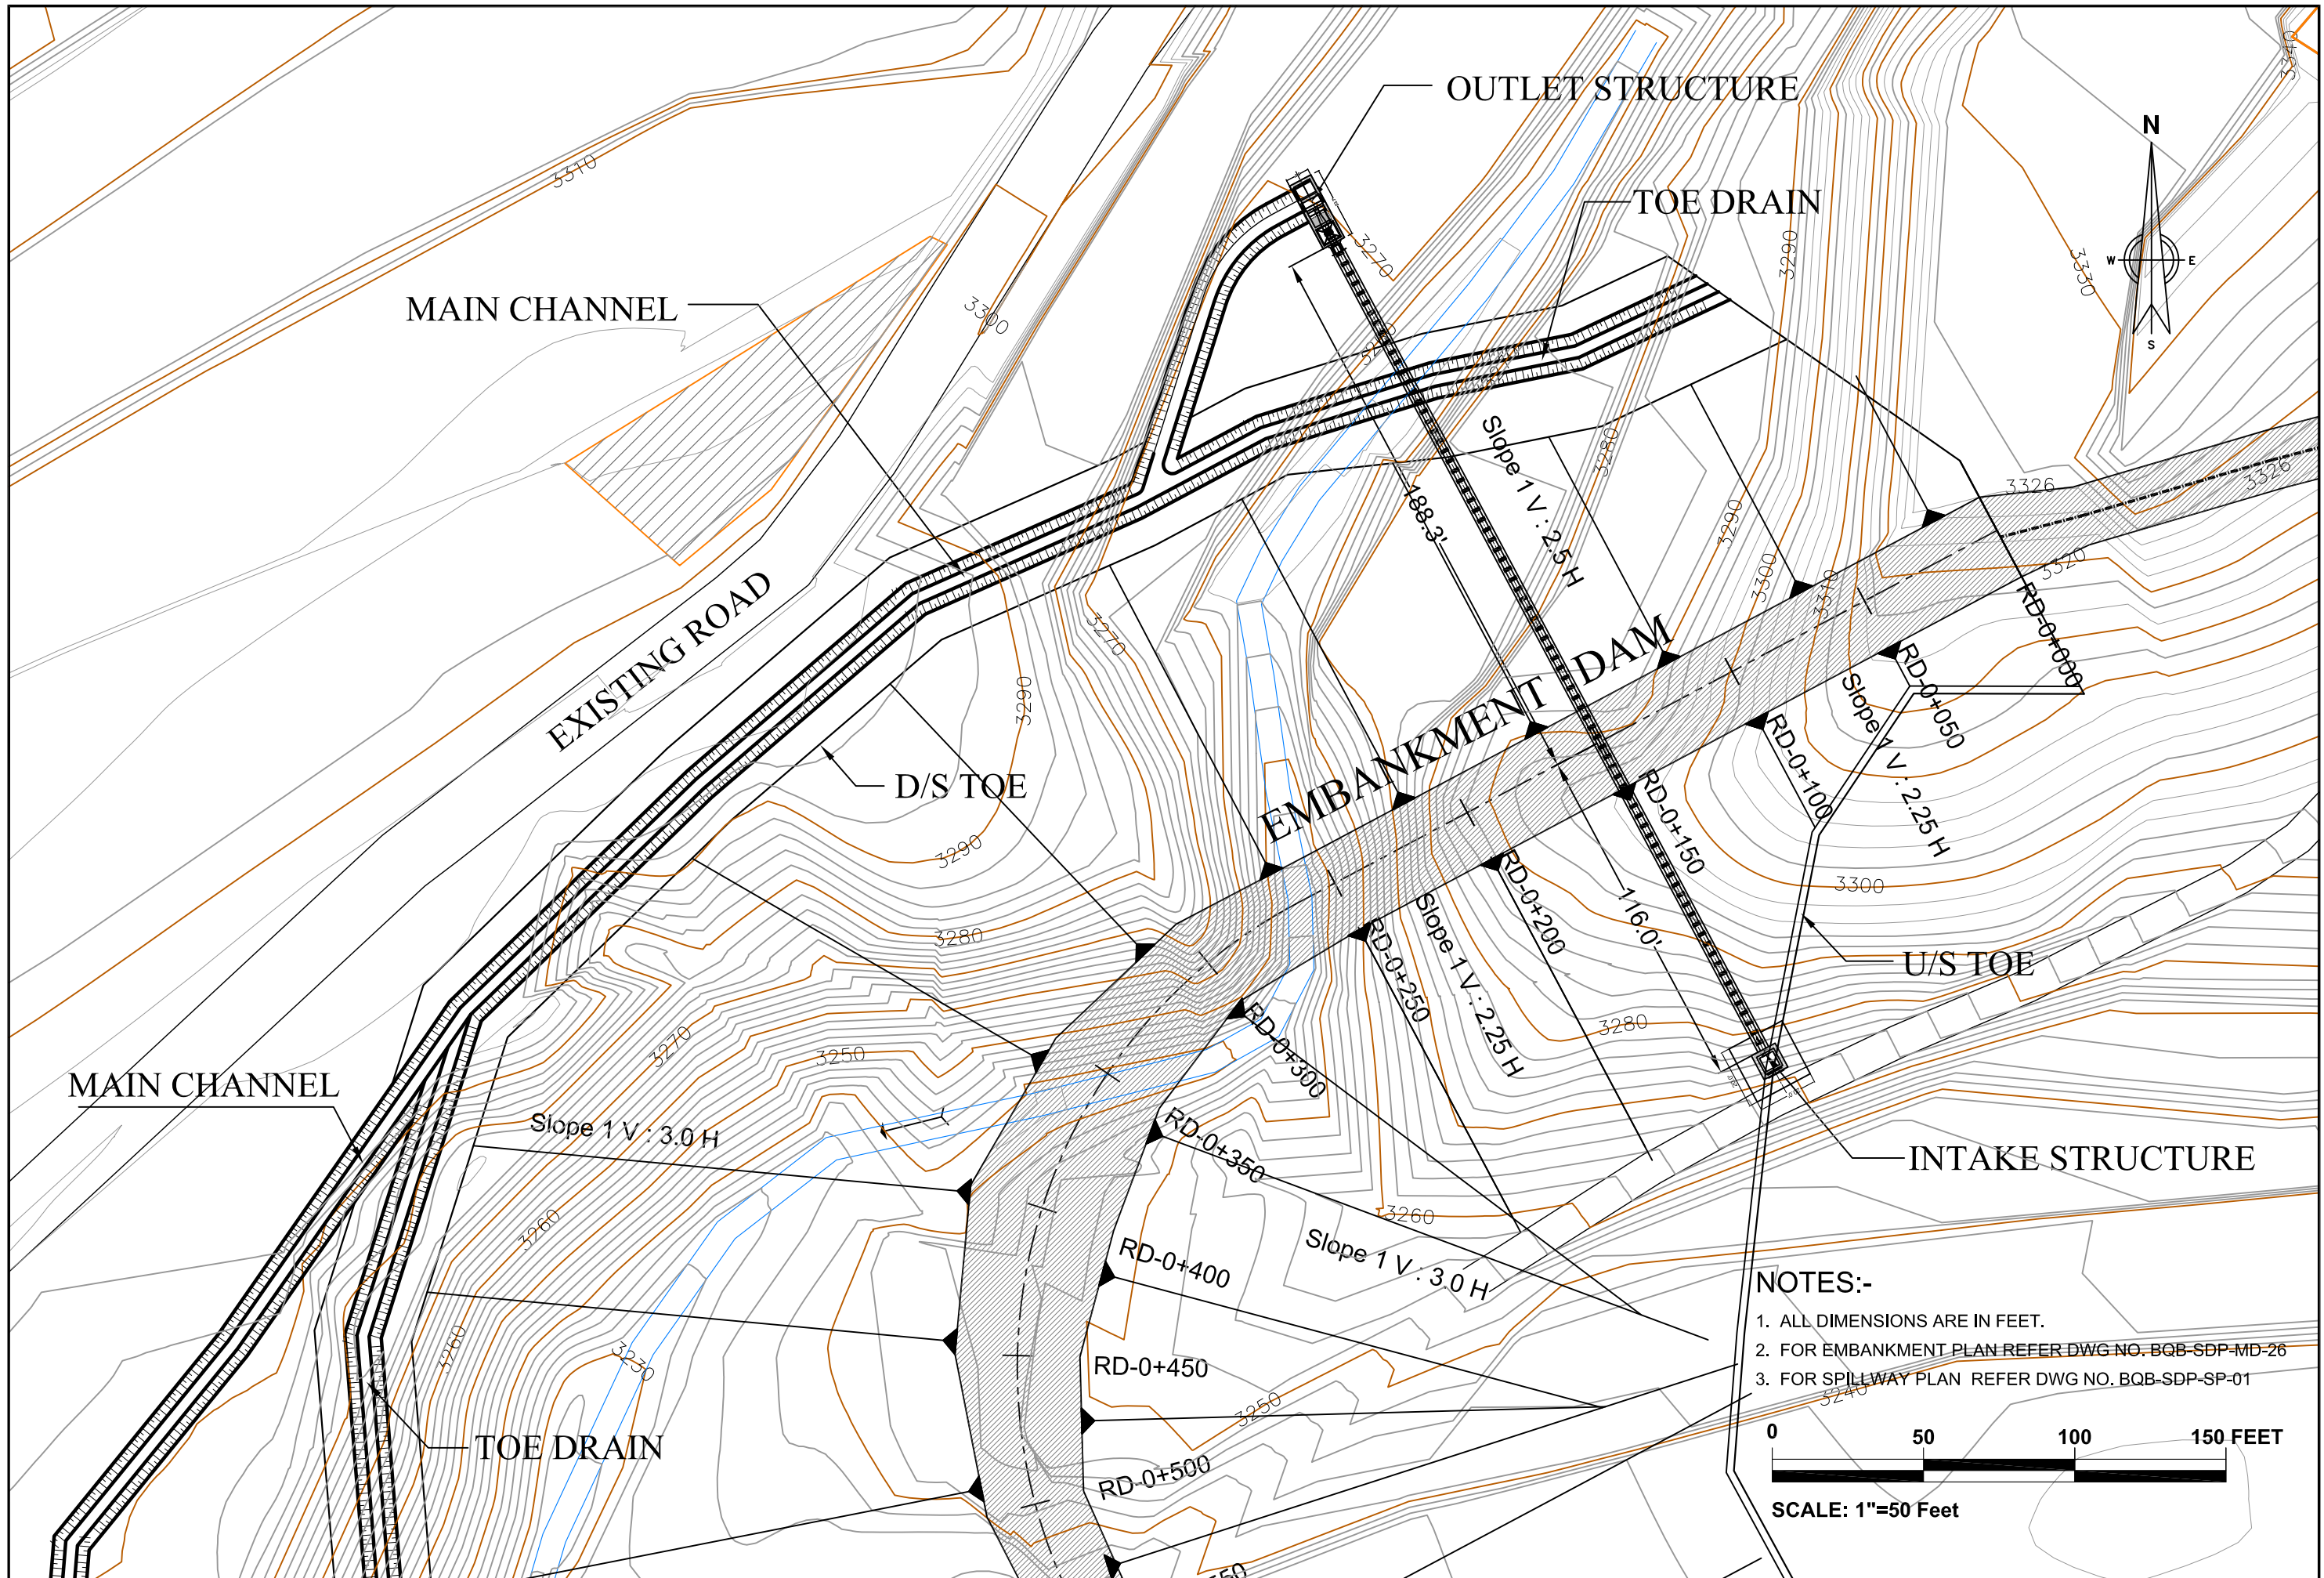 OUTLET STRUCTURE
3340
N
3310
TOE DRAIN
3270
3290
W
E
3330
S
MAIN CHANNEL
3300
Slope 1 V : 2.5 H
3280
188.3'
3290
3326
3326
3320
EXISTING ROAD
3270
3300
3310
RD-0+000
EMBANKMENT DAM
3290
RD-0+050
Slope 1 V : 2.25 H
RD-0+100
D/S TOE
RD-0+150
3290
3300
RD-0+200
116.0'
3280
RD-0+250
Slope 1 V : 2.25 H
U/S TOE
3270
3250
RD-0+300
3280
MAIN CHANNEL
Slope 1 V : 3.0 H
RD-0+350
INTAKE STRUCTURE
3260
3260
RD-0+400
Slope 1 V : 3.0 H
NOTES:-
1. ALL DIMENSIONS ARE IN FEET.
2. FOR EMBANKMENT PLAN REFER DWG NO. BQB-SDP-MD-26
3. FOR SPILLWAY PLAN REFER DWG NO. BQB-SDP-SP-01
3260
3230
RD-0+450
3250
3240
TOE DRAIN
RD-0+500
0 50 100 150 FEET
SCALE: 1"=50 Feet